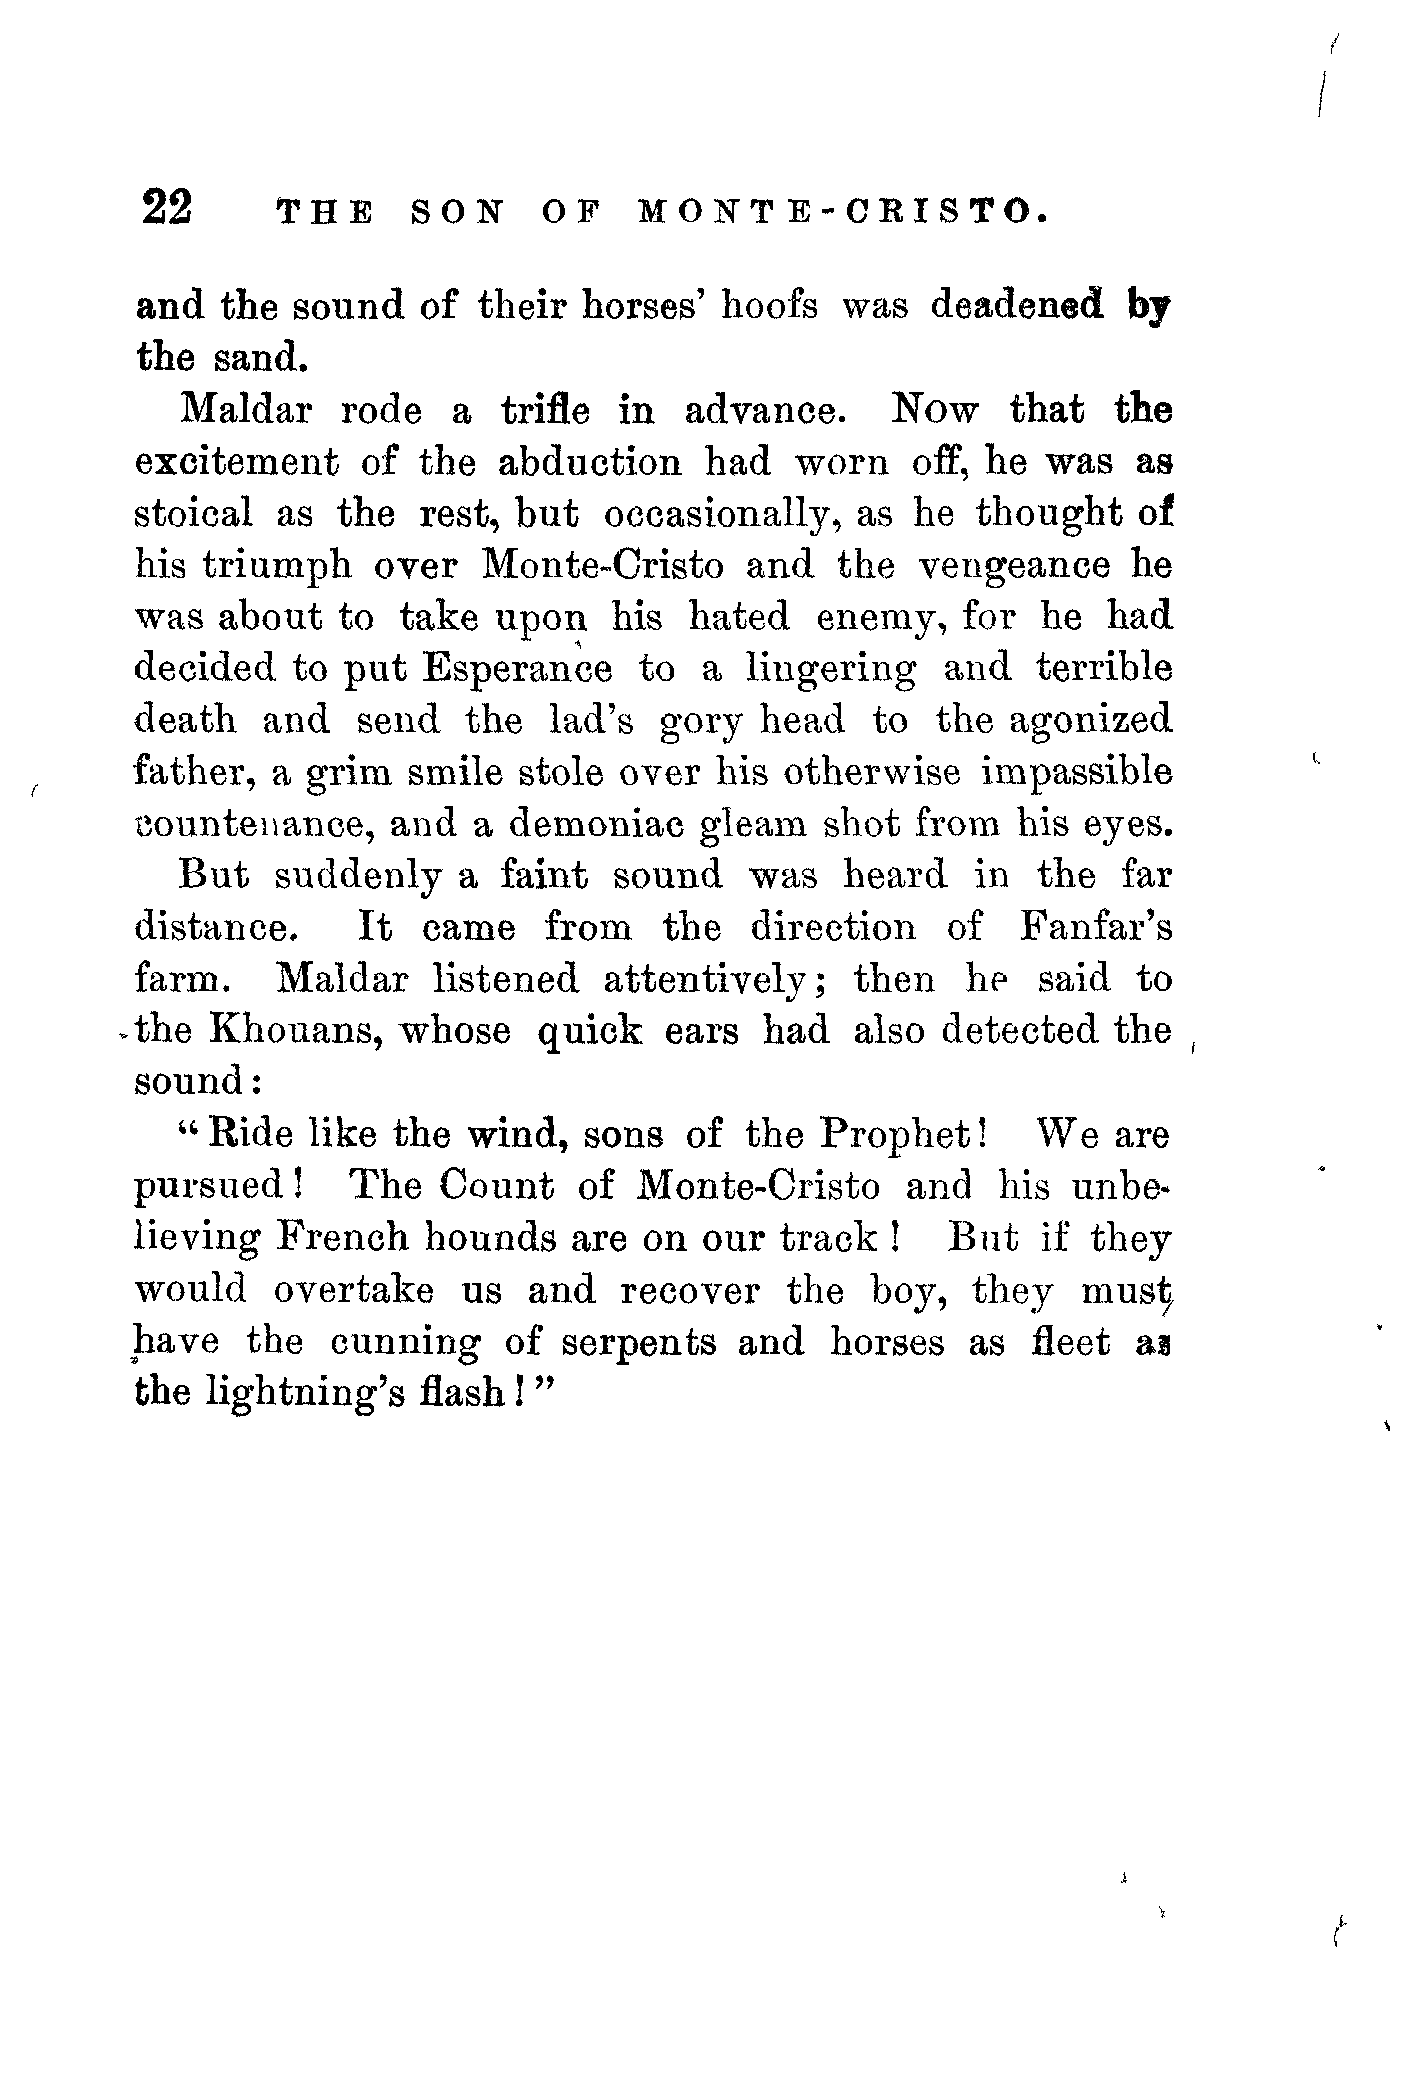 22 THE SON OF MONTE-CRISTO.
and the sound of their horses' hoofs was deadened by
the sand.
Maldar rode a trifle in advance. Now that the
excitement of the abduction had worn off, he was as
stoical as the rest, but occasionally, as he thought of
his triumph over Monte-Cristo and the vengeance he
was about to take upon his hated enemy, for he had
decided to put Esperance to a lingering and terrible
death and send the lad's gory head to the agonized
father, a grim smile stole over his otherwise impassible
countenance, and a demoniac gleam shot from his eyes.
But suddenly a faint sound was heard in the far
distance. It came from the direction of Fanfar's
farm. Maldar listened attentively; then he said to
the Khouans, whose quick ears had also detected the
sound:
"Ride like the wind, sons of the Prophet! We are
pursued! The Count of Monte-Cristo and his unbe-
lieving French hounds are on our track! But if they
would overtake us and recover the boy, they must
have the cunning of serpents and horses as fleet as
the lightning's flash!"